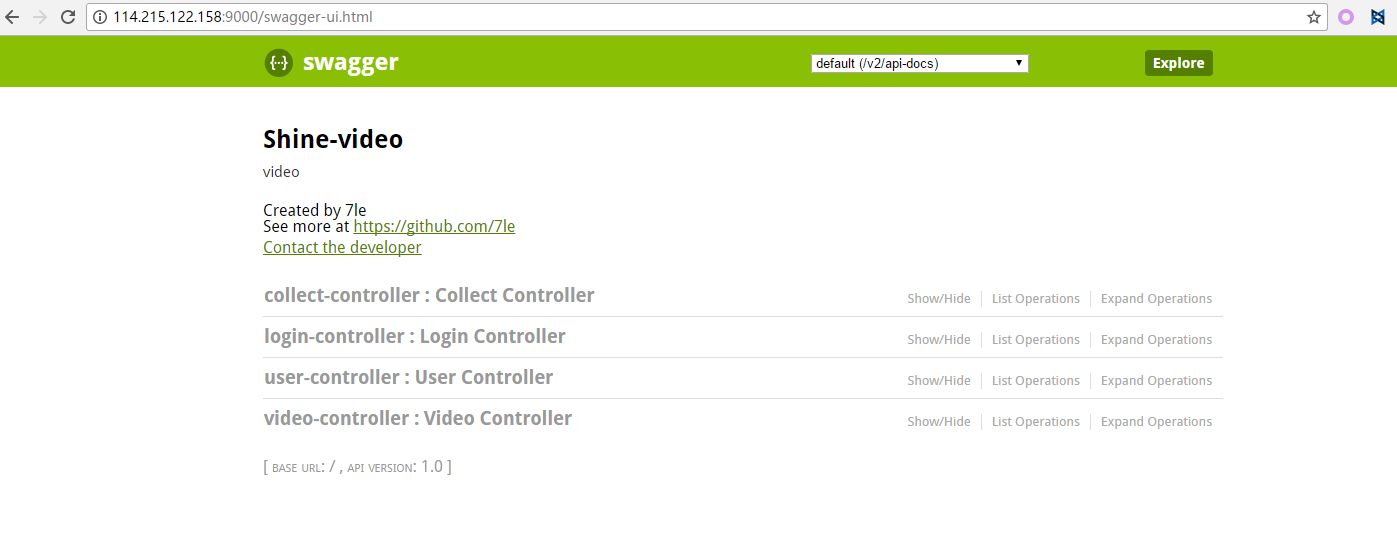 114.215.122.158:9000/swagger-ui.html
{···} swagger default (/v2/api-docs) Explore
Shine-video
video
Created by 7le
See more at https://github.com/7le
Contact the developer
collect-controller : Collect Controller Show/Hide List Operations Expand Operations
login-controller : Login Controller Show/Hide List Operations Expand Operations
user-controller : User Controller Show/Hide List Operations Expand Operations
video-controller : Video Controller Show/Hide List Operations Expand Operations
[ BASE URL: / , API VERSION: 1.0 ]